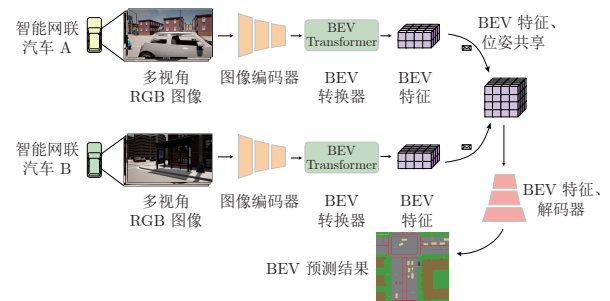 智能网联
汽车 A
多视角
RGB 图像
图像编码器
BEV
Transformer
BEV
转换器
BEV
特征
BEV 特征、
位姿共享
智能网联
汽车 B
多视角
RGB 图像
图像编码器
BEV
Transformer
BEV
转换器
BEV
特征
BEV 特征、
解码器
BEV 预测结果